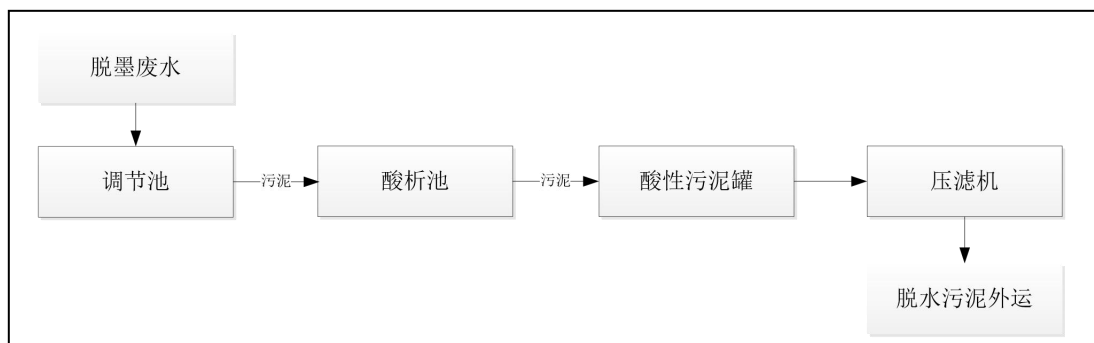 脱墨废水
调节池
污泥
酸析池
污泥
酸性污泥罐
压滤机
脱水污泥外运